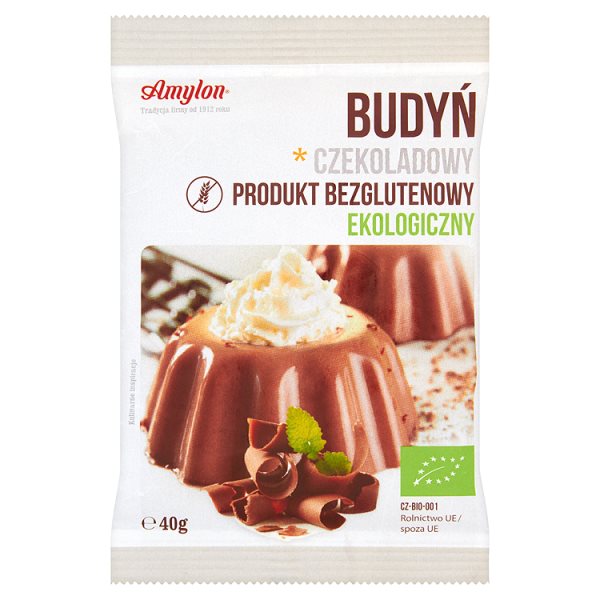 Amylon®
Tradycja firmy od 1912 roku
BUDYŃ
* CZEKOLADOWY
PRODUKT BEZGLUTENOWY
EKOLOGICZNY
Kulinarne inspiracje
CZ-BIO-001
Rolnictwo UE/
spoza UE
℮ 40g